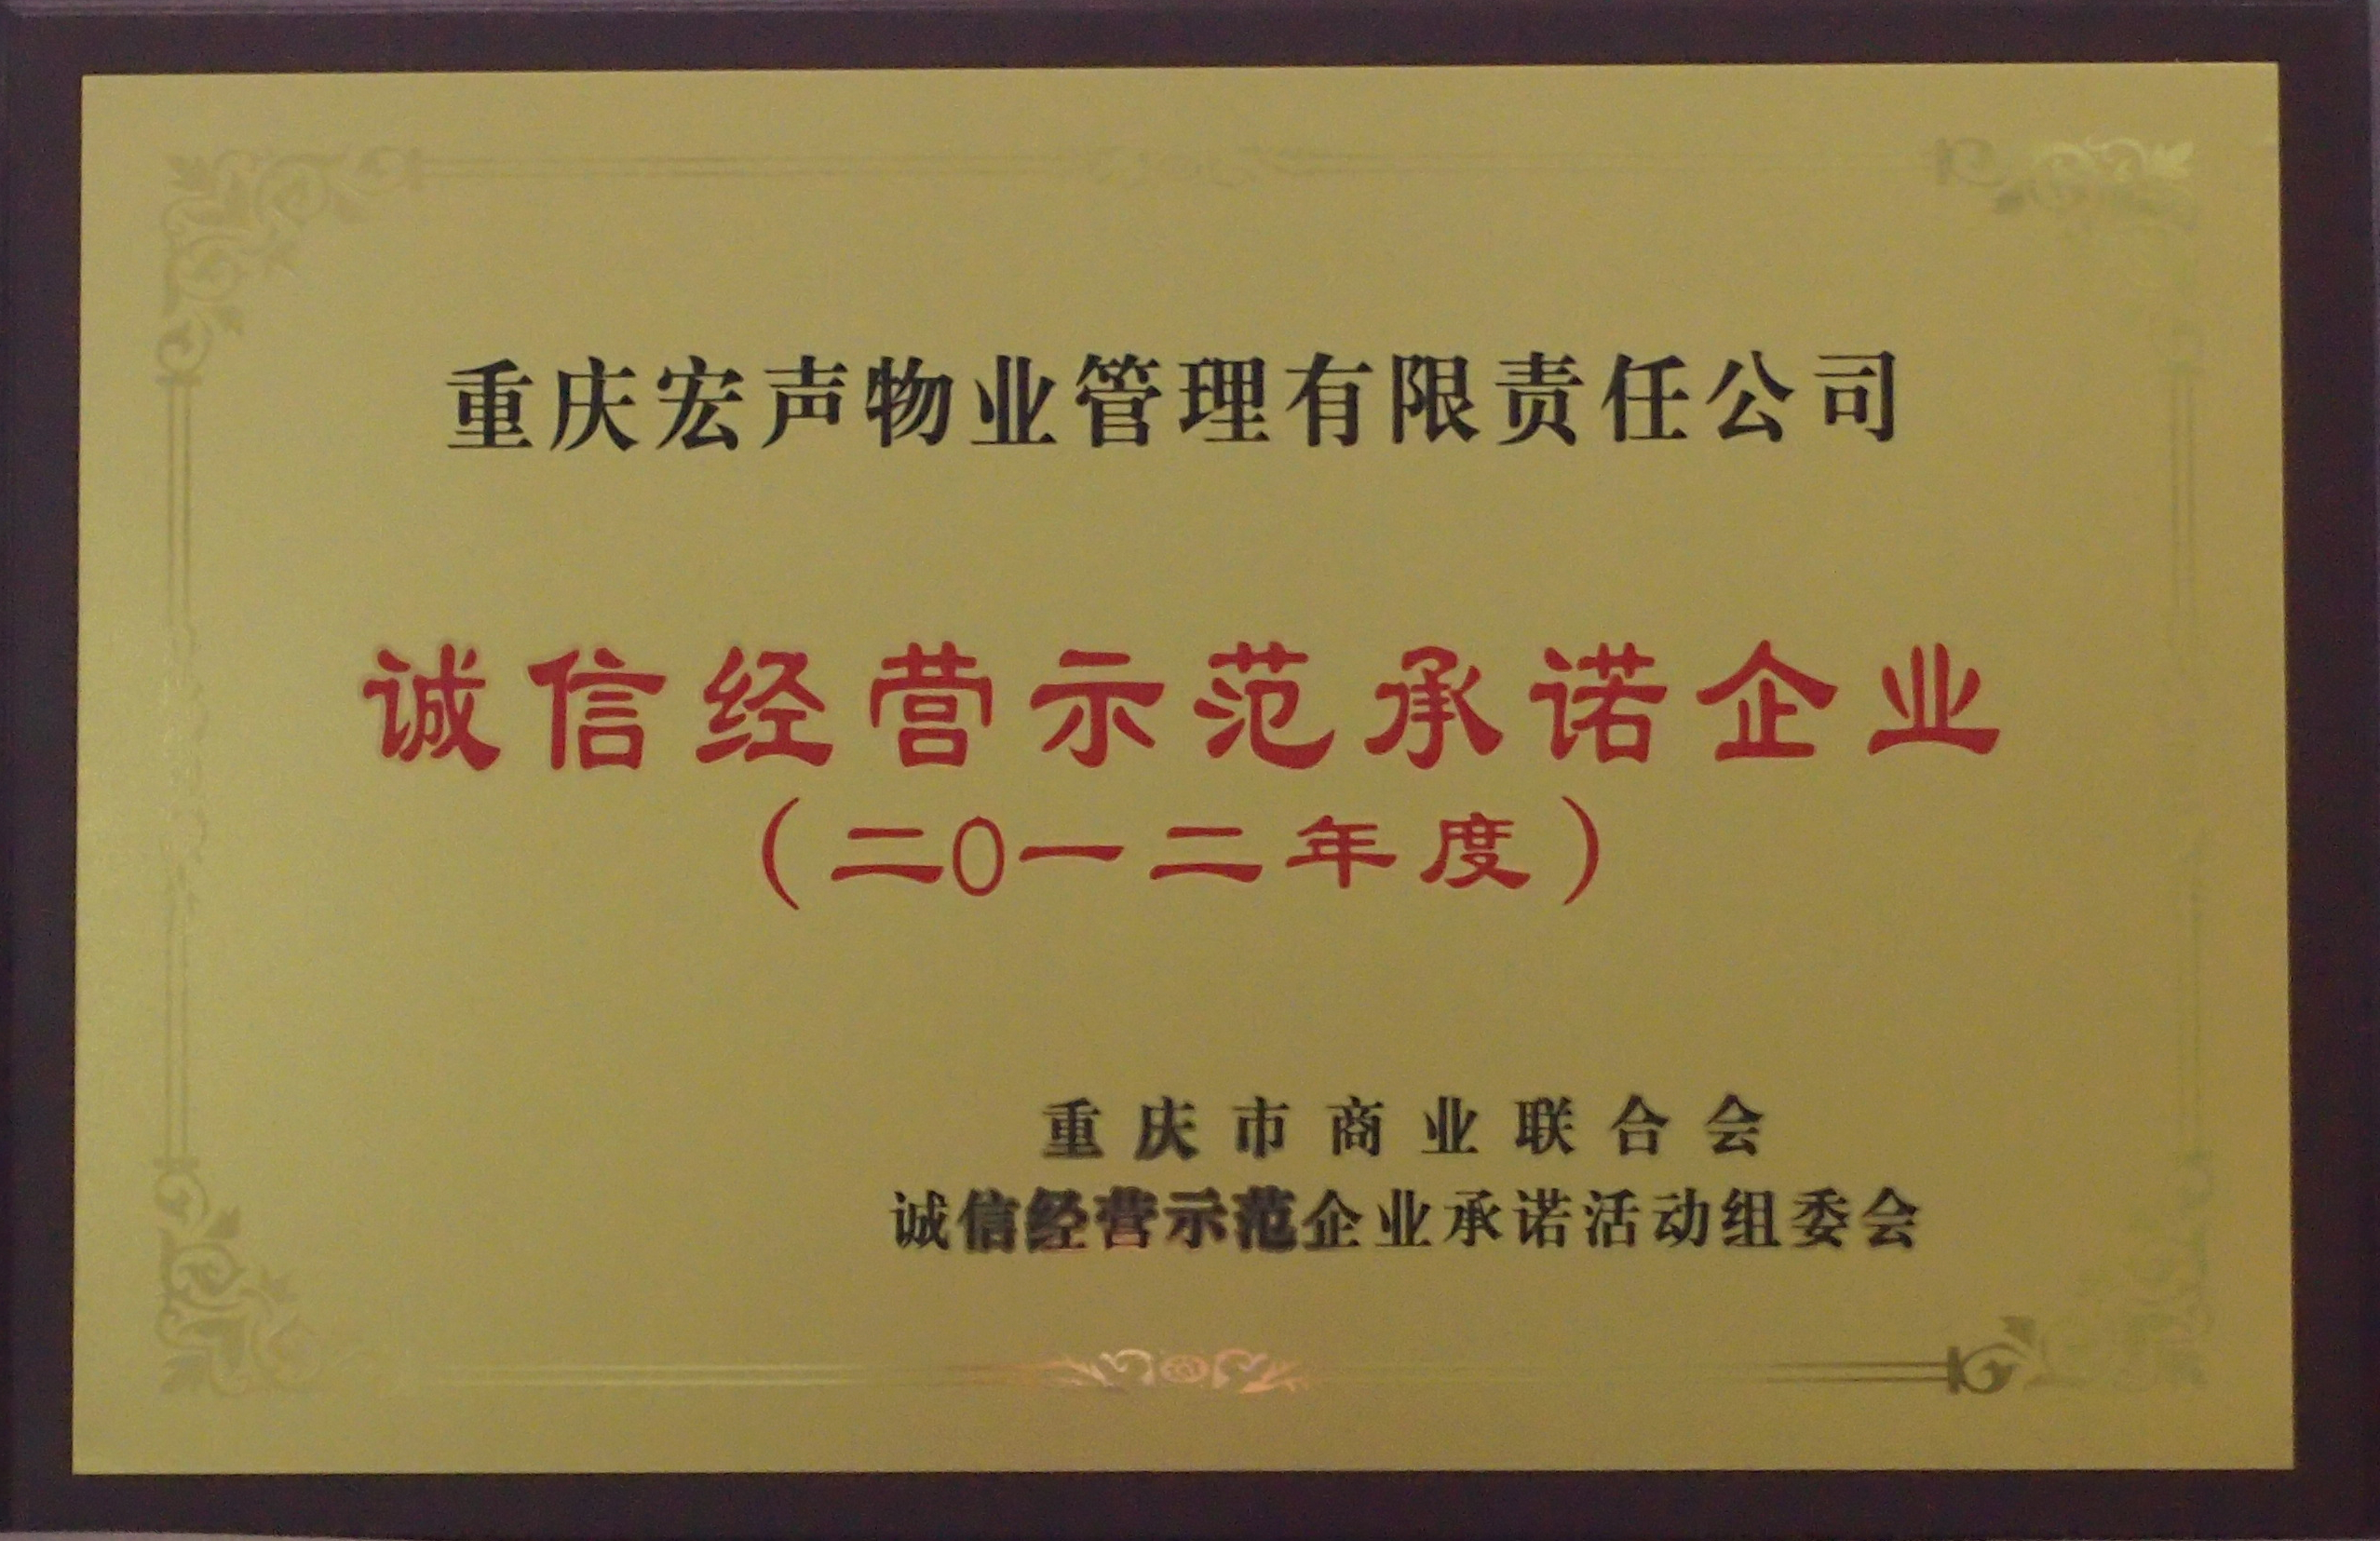 重庆宏声物业管理有限责任公司
诚信经营示范承诺企业
（二〇一二年度）
重庆市商业联合会
诚信经营示范企业承诺活动组委会